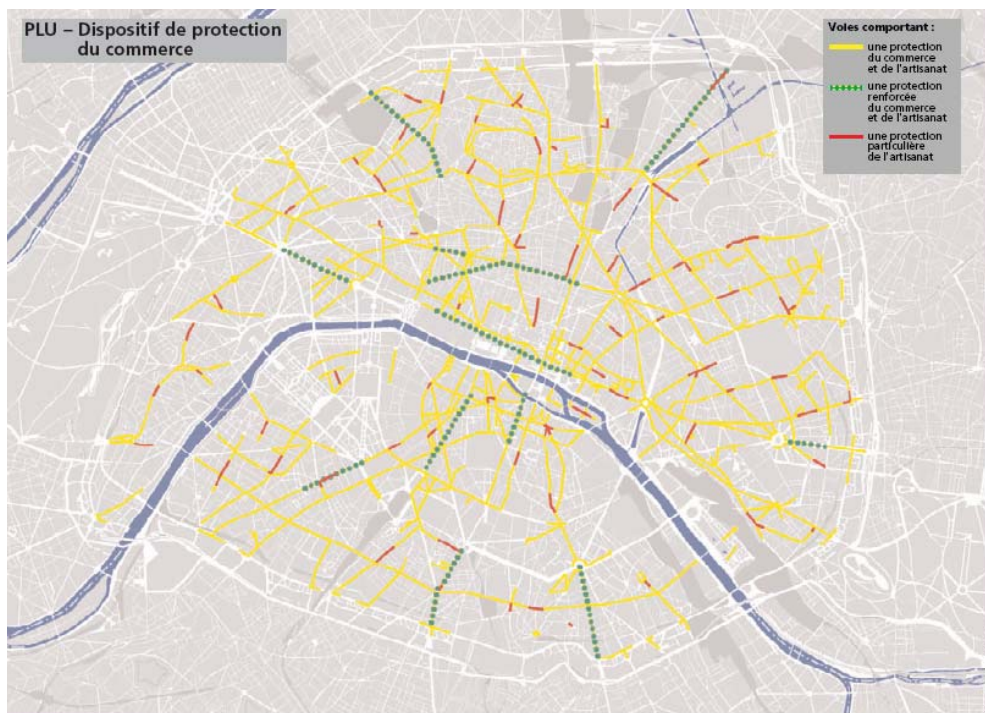 PLU – Dispositif de protection
du commerce
Voies comportant :
une protection
du commerce
et de l'artisanat
une protection
renforcée
du commerce
et de l'artisanat
une protection
particulière
de l'artisanat